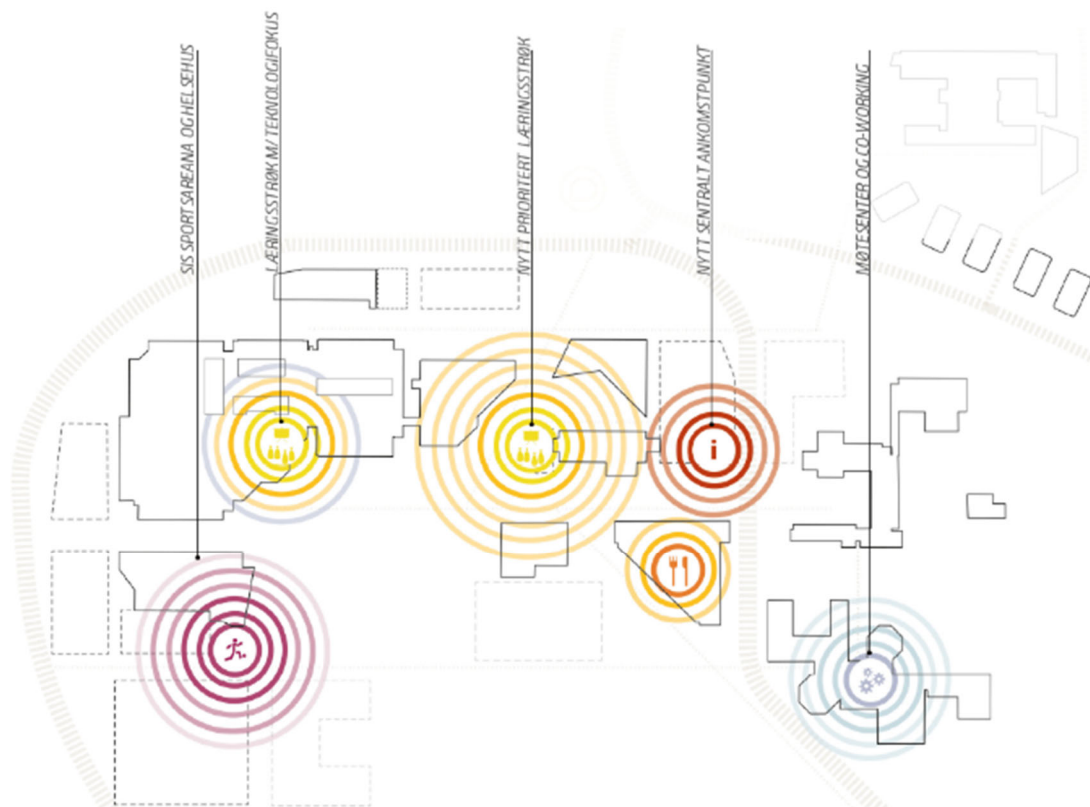 SIS SPORTSAREANA OG HELSEHUS
LÆRINGSSTRØK M/ TEKNOLOGIFOKUS
NYTT PRIORITERT LÆRINGSSTRØK
NYTT SENTRALT ANKOMSTPUNKT
MØTESENTER OG CO-WORKING
i